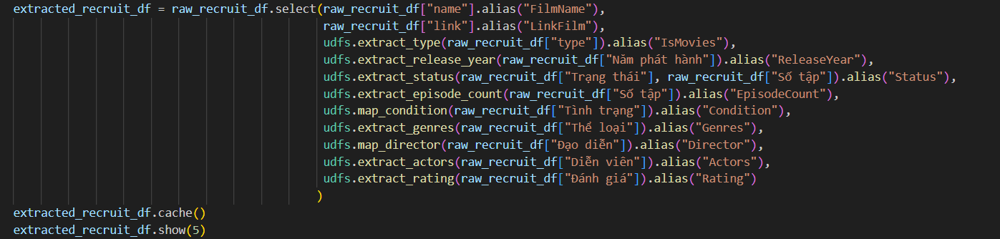 extracted_recruit_df = raw_recruit_df.select(raw_recruit_df["name"].alias("FilmName"),
raw_recruit_df["link"].alias("LinkFilm"),
udfs.extract_type(raw_recruit_df["type"]).alias("IsMovies"),
udfs.extract_release_year(raw_recruit_df["Năm phát hành"]).alias("ReleaseYear"),
udfs.extract_status(raw_recruit_df["Trạng thái"], raw_recruit_df["Số tập"]).alias("Status"),
udfs.extract_episode_count(raw_recruit_df["Số tập"]).alias("EpisodeCount"),
udfs.map_condition(raw_recruit_df["Tình trạng"]).alias("Condition"),
udfs.extract_genres(raw_recruit_df["Thể loại"]).alias("Genres"),
udfs.map_director(raw_recruit_df["Đạo diễn"]).alias("Director"),
udfs.extract_actors(raw_recruit_df["Diễn viên"]).alias("Actors"),
udfs.extract_rating(raw_recruit_df["Đánh giá"]).alias("Rating")
)
extracted_recruit_df.cache()
extracted_recruit_df.show(5)